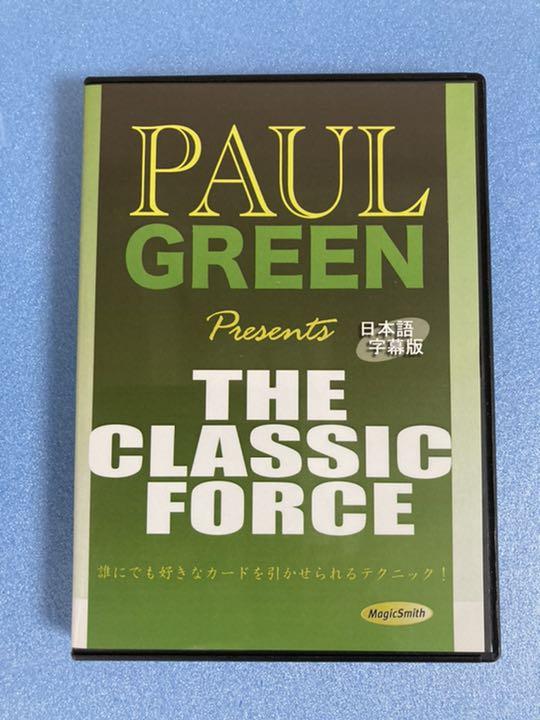 PAUL
GREEN
Presents
日本語
字幕版
THE
CLASSIC
FORCE
誰にでも好きなカードを引かせられるテクニック!
MagicSmith